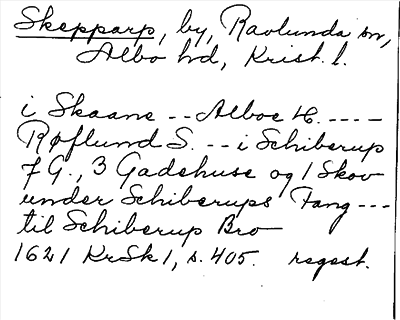 Skepparp, by, Ravlunda sn,
Albo hd, Krist. l.
i Skaane -- Alboe H. ----
Røflund S. -- i Schiberup
7 G., 3 Gadehuse og 1 Skov
under Schiberups Fang ---
til Schiberup Bro
1621 KrSk 1, s. 405. regest.